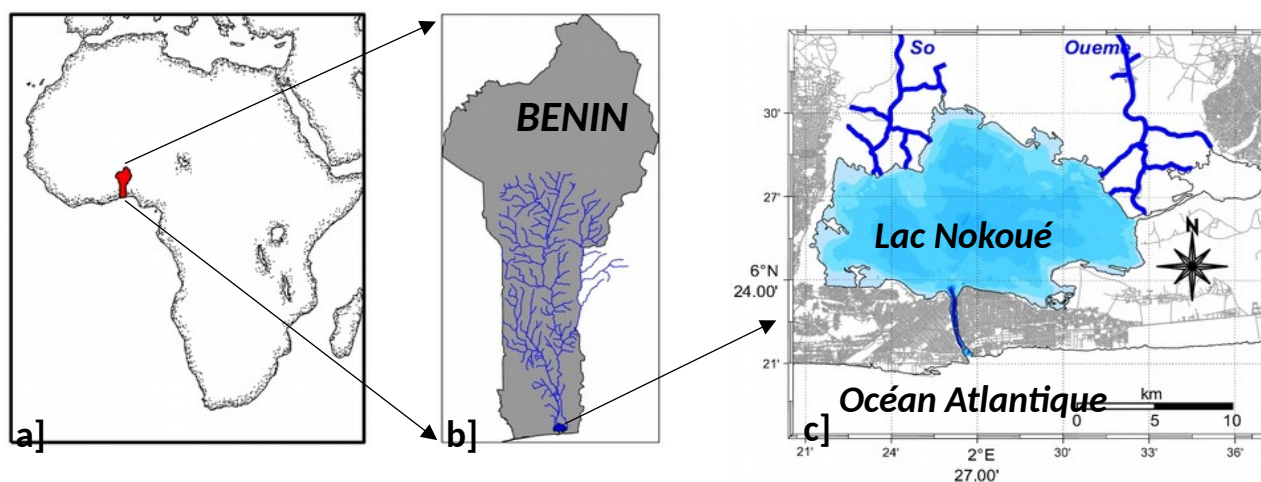 a]
BENIN
b]
So
Oueme
30'
27'
Lac Nokoué
N
6°N
24.00'
21'
Océan Atlantique
km
0 5 10
c]
21' 24' 2°E 30' 33' 36'
27.00'